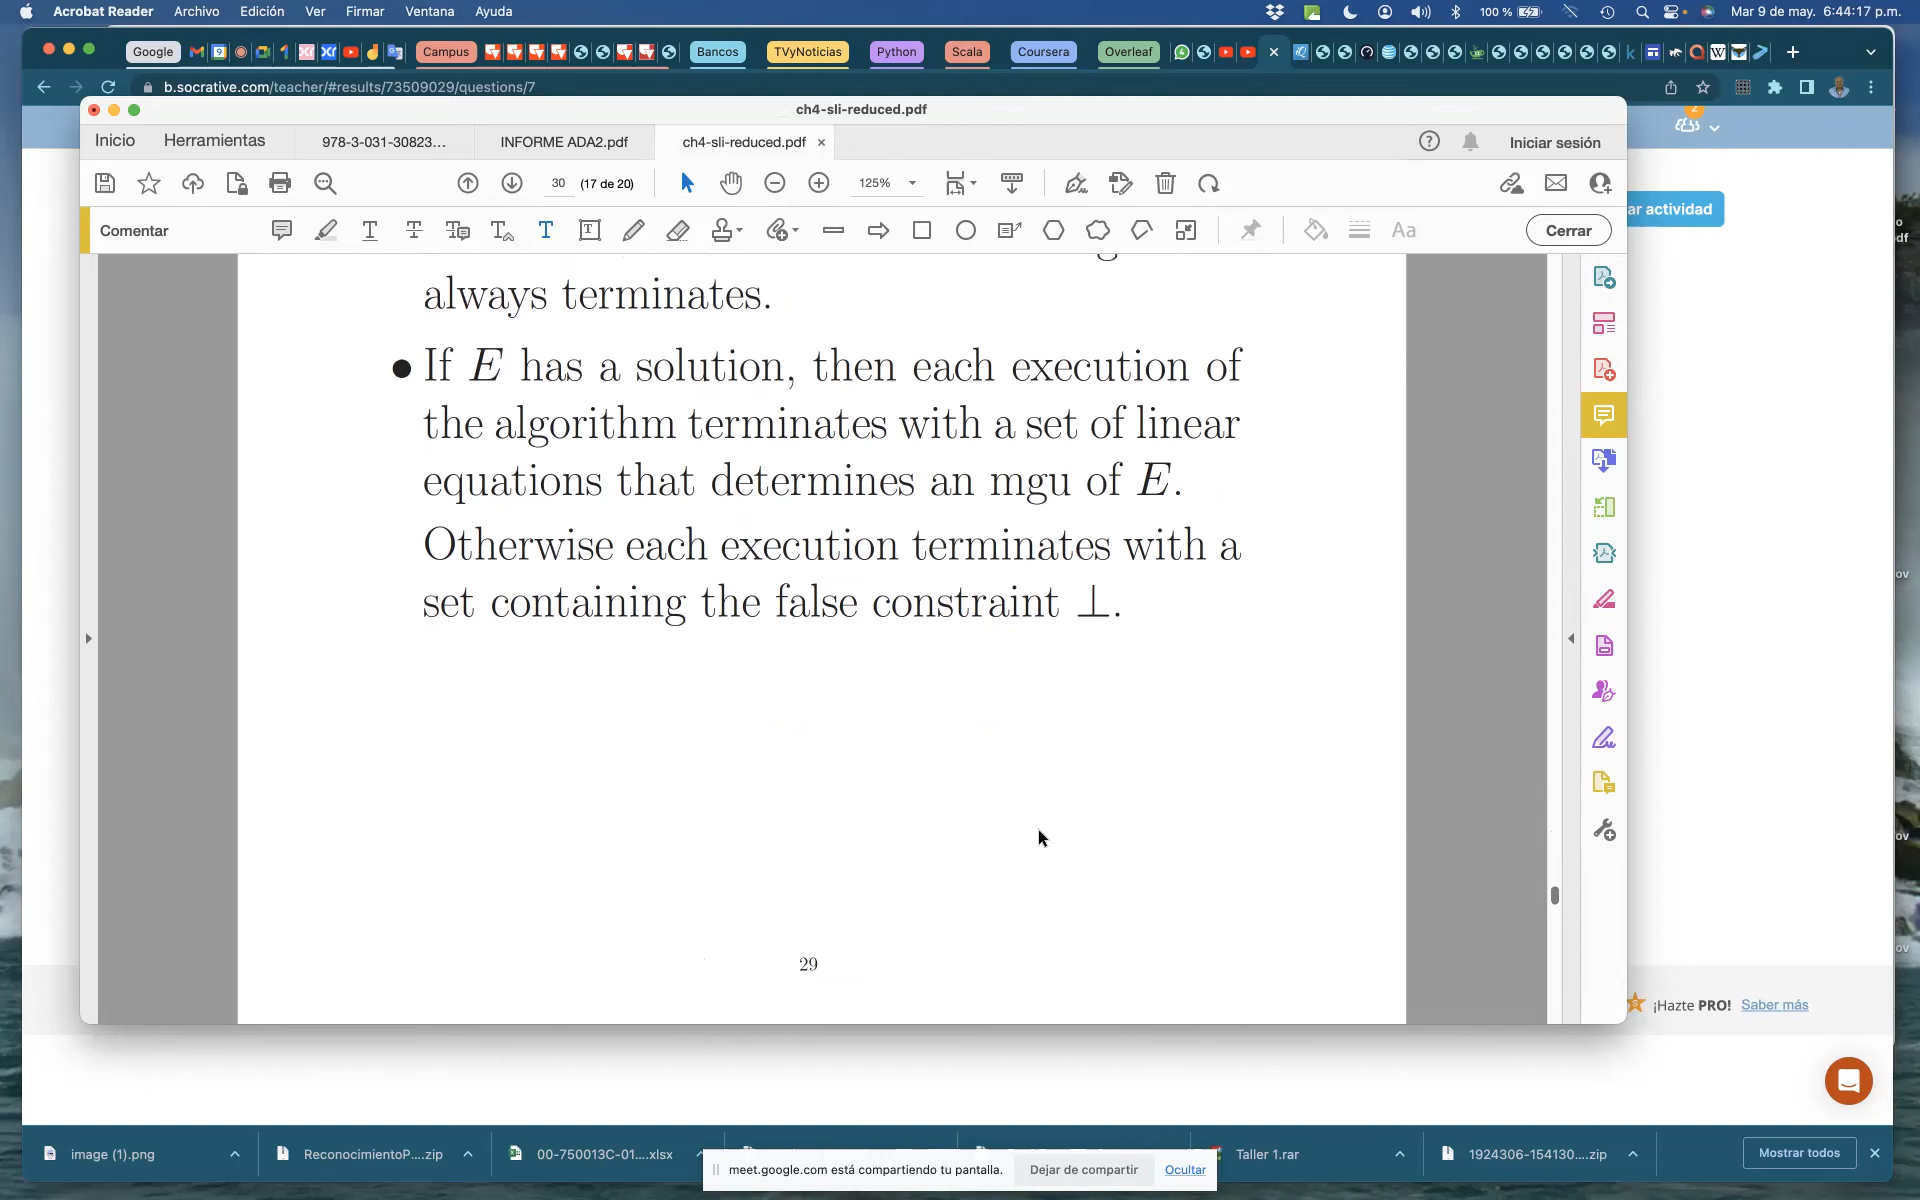 Acrobat Reader Archivo Edición Ver Firmar Ventana Ayuda 100 % Mar 9 de may. 6:44:17 p.m.
Google Campus Bancos TVyNoticias Python Scala Coursera Overleaf
b.socrative.com/teacher/#results/73509029/questions/7
ch4-sli-reduced.pdf
2
Inicio Herramientas 978-3-031-30823... INFORME ADA2.pdf ch4-sli-reduced.pdf Iniciar sesión
30 (17 de 20) 125%
ar actividad
Comentar Cerrar
always terminates.
● If E has a solution, then each execution of
the algorithm terminates with a set of linear
equations that determines an mgu of E.
Otherwise each execution terminates with a
set containing the false constraint ⊥.
29
¡Hazte PRO! Saber más
image (1).png ReconocimientoP....zip 00-750013C-01....xlsx Taller 1.rar 1924306-154130....zip Mostrar todos
meet.google.com está compartiendo tu pantalla. Dejar de compartir Ocultar